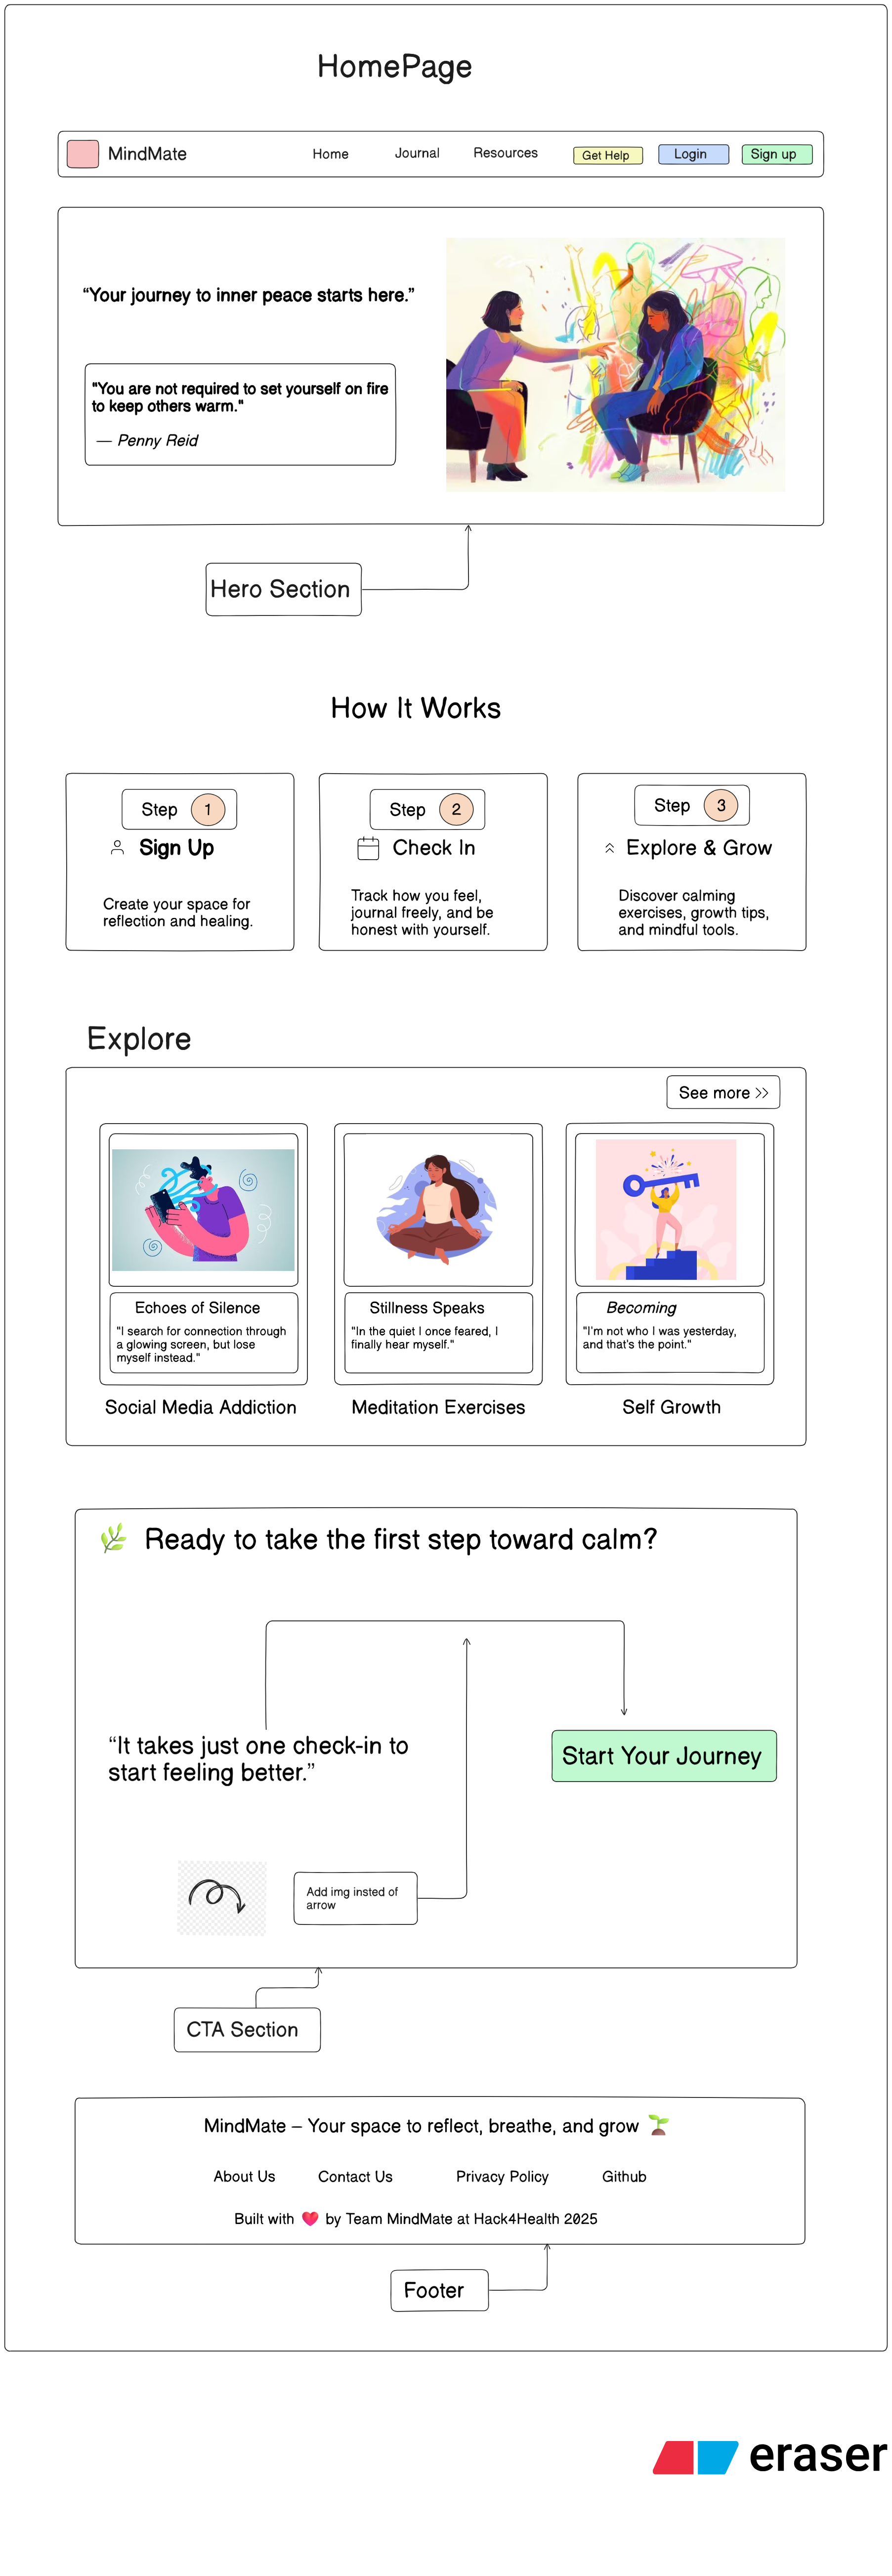 HomePage
MindMate
Home
Journal
Resources
Get Help
Login
Sign up
“Your journey to inner peace starts here.”
"You are not required to set yourself on fire
to keep others warm."
— Penny Reid
Hero Section
How It Works
Step 1
Sign Up
Create your space for
reflection and healing.
Step 2
Check In
Track how you feel,
journal freely, and be
honest with yourself.
Step 3
Explore & Grow
Discover calming
exercises, growth tips,
and mindful tools.
Explore
See more >>
Echoes of Silence
"I search for connection through
a glowing screen, but lose
myself instead."
Social Media Addiction
Stillness Speaks
"In the quiet I once feared, I
finally hear myself."
Meditation Exercises
Becoming
"I'm not who I was yesterday,
and that's the point."
Self Growth
🌿 Ready to take the first step toward calm?
“It takes just one check-in to
start feeling better.”
Start Your Journey
Add img insted of
arrow
CTA Section
MindMate – Your space to reflect, breathe, and grow 🌱
About Us
Contact Us
Privacy Policy
Github
Built with ❤️ by Team MindMate at Hack4Health 2025
Footer
eraser